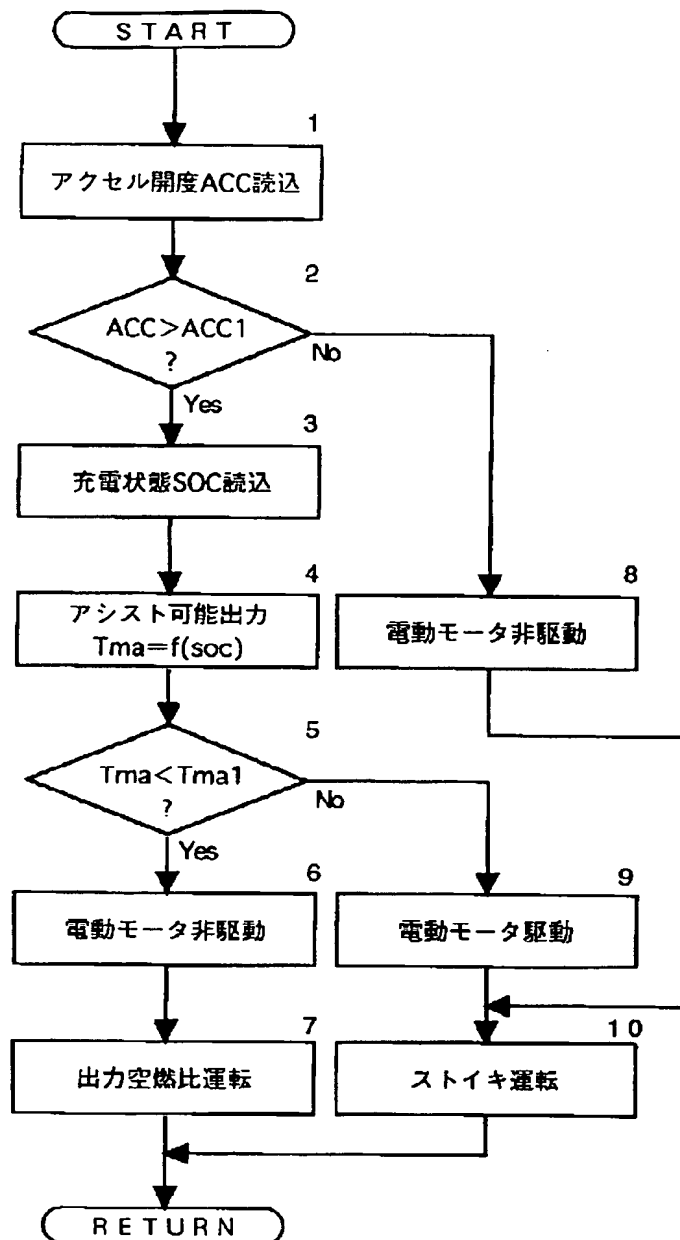 START
1
アクセル開度ACC読込
2
ACC>ACC1
?
No
Yes
3
充電状態SOC読込
4
アシスト可能出力
Tma=f(soc)
8
電動モータ非駆動
5
Tma<Tma1
?
No
Yes
6
電動モータ非駆動
9
電動モータ駆動
7
出力空燃比運転
10
ストイキ運転
RETURN